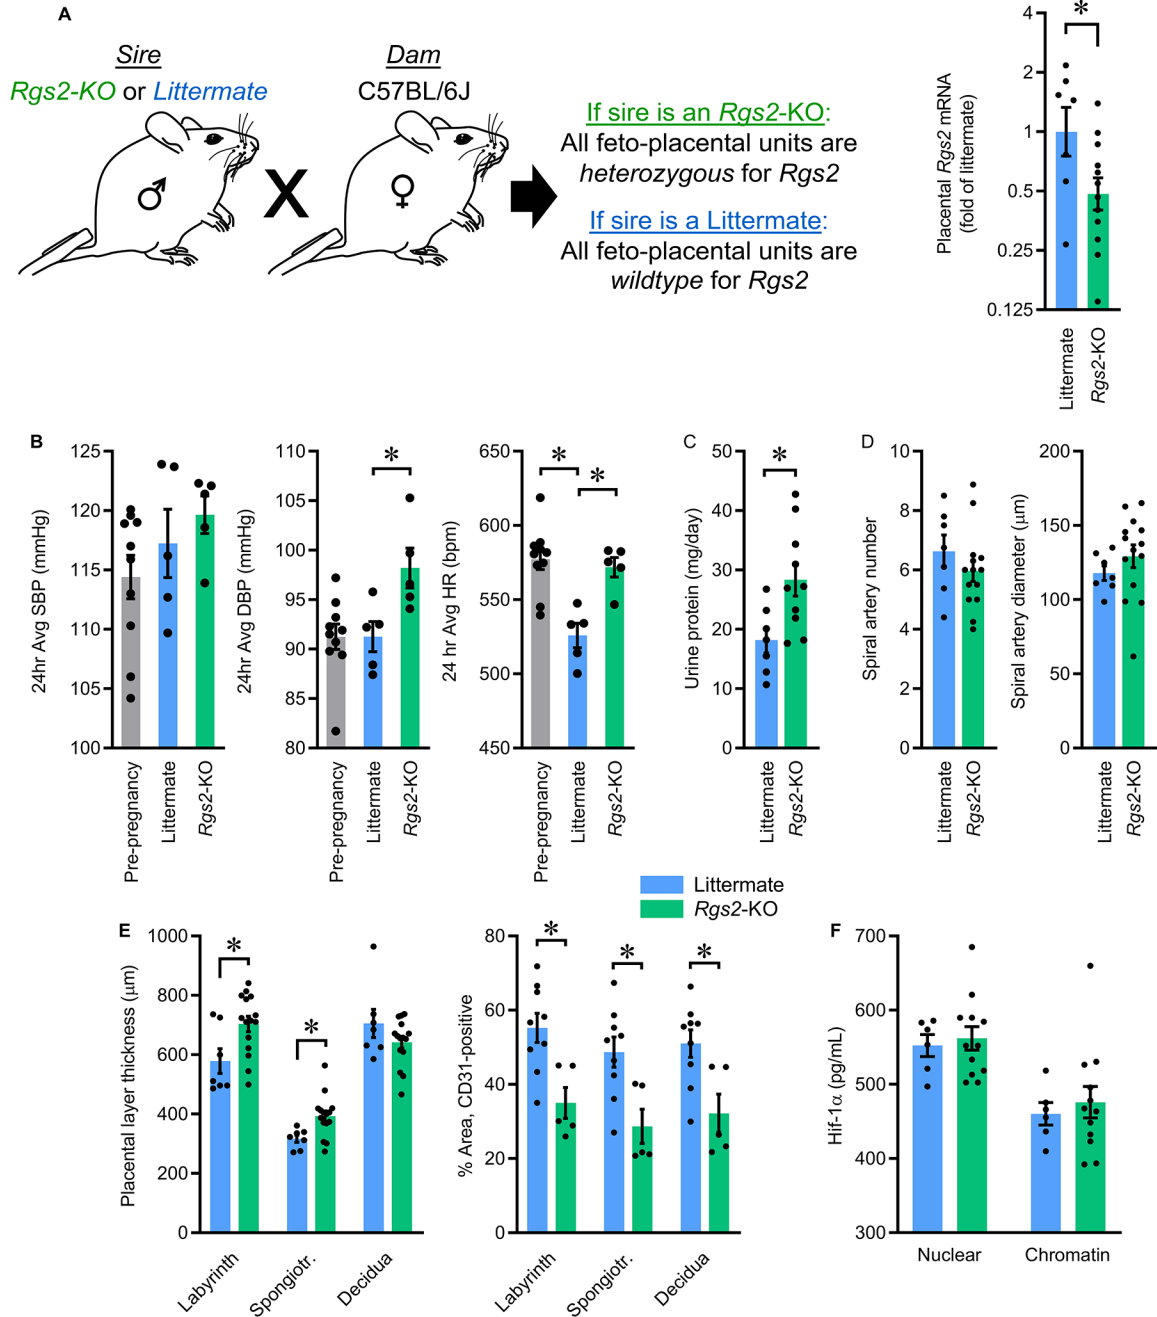 A
Sire
Rgs2-KO or Littermate
♂
X
Dam
C57BL/6J
♀
If sire is an Rgs2-KO:
All feto-placental units are
heterozygous for Rgs2
If sire is a Littermate:
All feto-placental units are
wildtype for Rgs2
Placental Rgs2 mRNA
(fold of littermate)
4
2
1
0.5
0.25
0.125
*
Littermate
Rgs2-KO
B
24hr Avg SBP (mmHg)
125
120
115
110
105
100
Pre-pregnancy
Littermate
Rgs2-KO
24hr Avg DBP (mmHg)
110
105
100
95
90
85
80
*
Pre-pregnancy
Littermate
Rgs2-KO
24 hr Avg HR (bpm)
650
600
550
500
450
*
*
Pre-pregnancy
Littermate
Rgs2-KO
C
Urine protein (mg/day)
50
40
30
20
10
0
*
Littermate
Rgs2-KO
D
Spiral artery number
10
8
6
4
2
0
Littermate
Rgs2-KO
Spiral artery diameter (μm)
200
150
100
50
0
Littermate
Rgs2-KO
Littermate
Rgs2-KO
E
Placental layer thickness (μm)
1000
800
600
400
200
0
*
*
Labyrinth
Spongiotr.
Decidua
% Area, CD31-positive
80
60
40
20
0
*
*
*
Labyrinth
Spongiotr.
Decidua
F
Hif-1α (pg/mL)
700
600
500
400
300
Nuclear
Chromatin